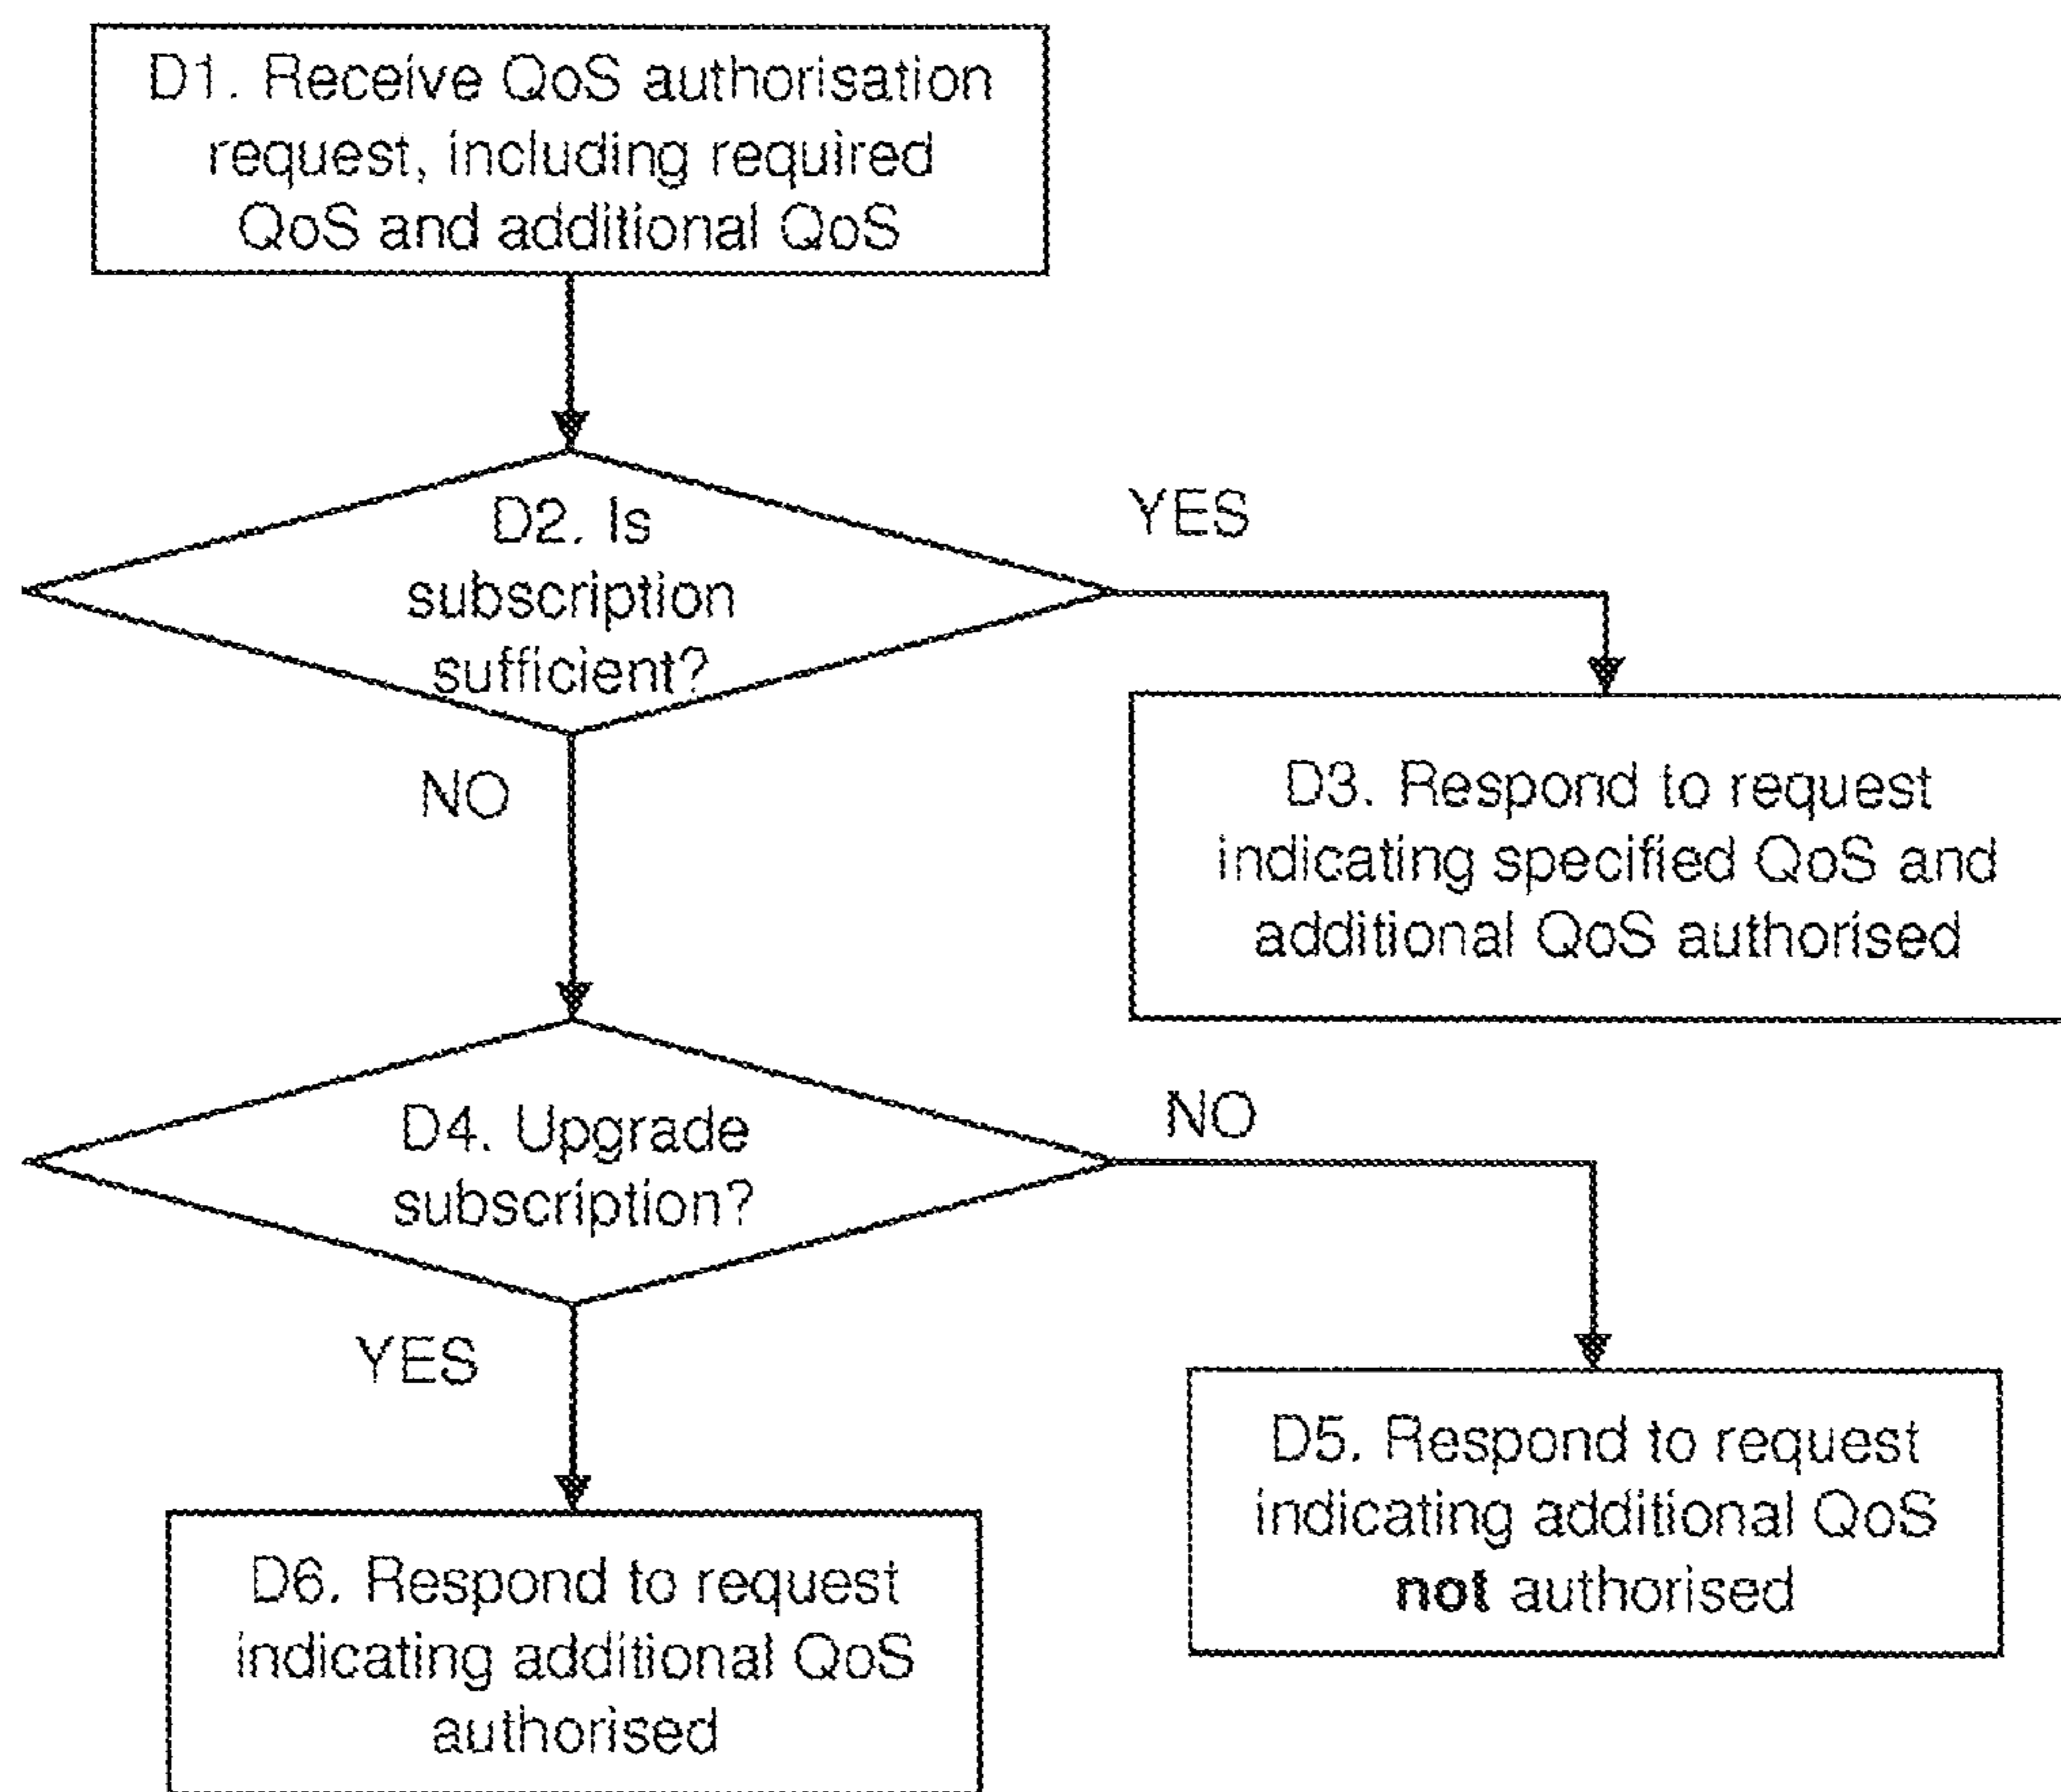 D1. Receive QoS authorisation
request, including required
QoS and additional QoS
D2. Is
subscription
sufficient?
YES
NO
D3. Respond to request
indicating specified QoS and
additional QoS authorised
D4. Upgrade
subscription?
NO
YES
D5. Respond to request
indicating additional QoS
not authorised
D6. Respond to request
indicating additional QoS
authorised